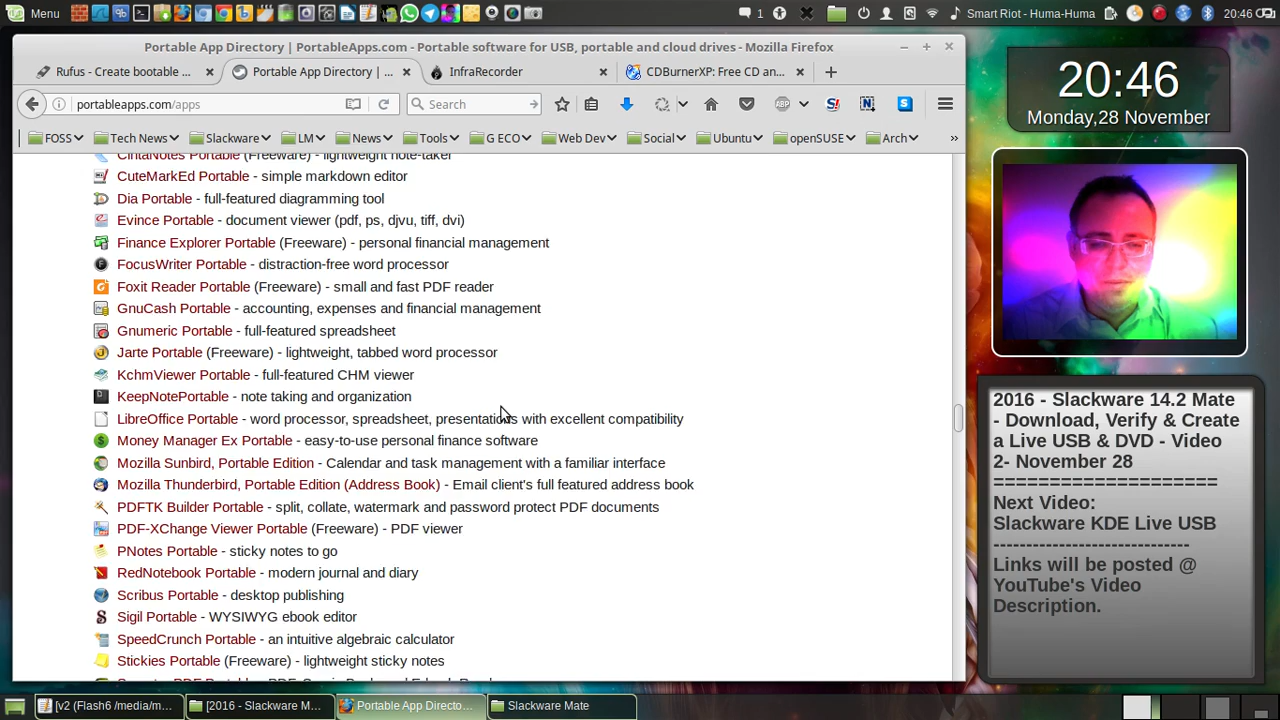 Menu
1
Smart Riot - Huma-Huma
20:46
Portable App Directory | PortableApps.com - Portable software for USB, portable and cloud drives - Mozilla Firefox
Rufus - Create bootable ...
Portable App Directory | ...
InfraRecorder
CDBurnerXP: Free CD an...
portableapps.com/apps
Search
ABP
FOSS
Tech News
Slackware
LM
News
Tools
G ECO
Web Dev
Social
Ubuntu
openSUSE
Arch
»
CintaNotes Portable (Freeware) - lightweight note-taker
CuteMarkEd Portable - simple markdown editor
Dia Portable - full-featured diagramming tool
Evince Portable - document viewer (pdf, ps, djvu, tiff, dvi)
Finance Explorer Portable (Freeware) - personal financial management
FocusWriter Portable - distraction-free word processor
Foxit Reader Portable (Freeware) - small and fast PDF reader
GnuCash Portable - accounting, expenses and financial management
Gnumeric Portable - full-featured spreadsheet
Jarte Portable (Freeware) - lightweight, tabbed word processor
KchmViewer Portable - full-featured CHM viewer
KeepNotePortable - note taking and organization
LibreOffice Portable - word processor, spreadsheet, presentations with excellent compatibility
Money Manager Ex Portable - easy-to-use personal finance software
Mozilla Sunbird, Portable Edition - Calendar and task management with a familiar interface
Mozilla Thunderbird, Portable Edition (Address Book) - Email client's full featured address book
PDFTK Builder Portable - split, collate, watermark and password protect PDF documents
PDF-XChange Viewer Portable (Freeware) - PDF viewer
PNotes Portable - sticky notes to go
RedNotebook Portable - modern journal and diary
Scribus Portable - desktop publishing
Sigil Portable - WYSIWYG ebook editor
SpeedCrunch Portable - an intuitive algebraic calculator
Stickies Portable (Freeware) - lightweight sticky notes
20:46
Monday,28 November
2016 - Slackware 14.2 Mate
- Download, Verify & Create
a Live USB & DVD - Video
2- November 28
====================
Next Video:
Slackware KDE Live USB
------------------------------
Links will be posted @
YouTube's Video
Description.
[v2 (Flash6 /media/m...
[2016 - Slackware M...
Portable App Directo...
Slackware Mate